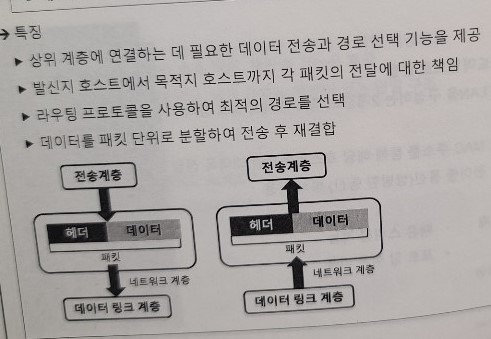 → 특징
▶ 상위 계층에 연결하는 데 필요한 데이터 전송과 경로 선택 기능을 제공
▶ 발신지 호스트에서 목적지 호스트까지 각 패킷의 전달에 대한 책임
▶ 라우팅 프로토콜을 사용하여 최적의 경로를 선택
▶ 데이터를 패킷 단위로 분할하여 전송 후 재결합
전송계층 전송계층
헤더 데이터 헤더 데이터
패킷 패킷
네트워크 계층 네트워크 계층
데이터 링크 계층 데이터 링크 계층